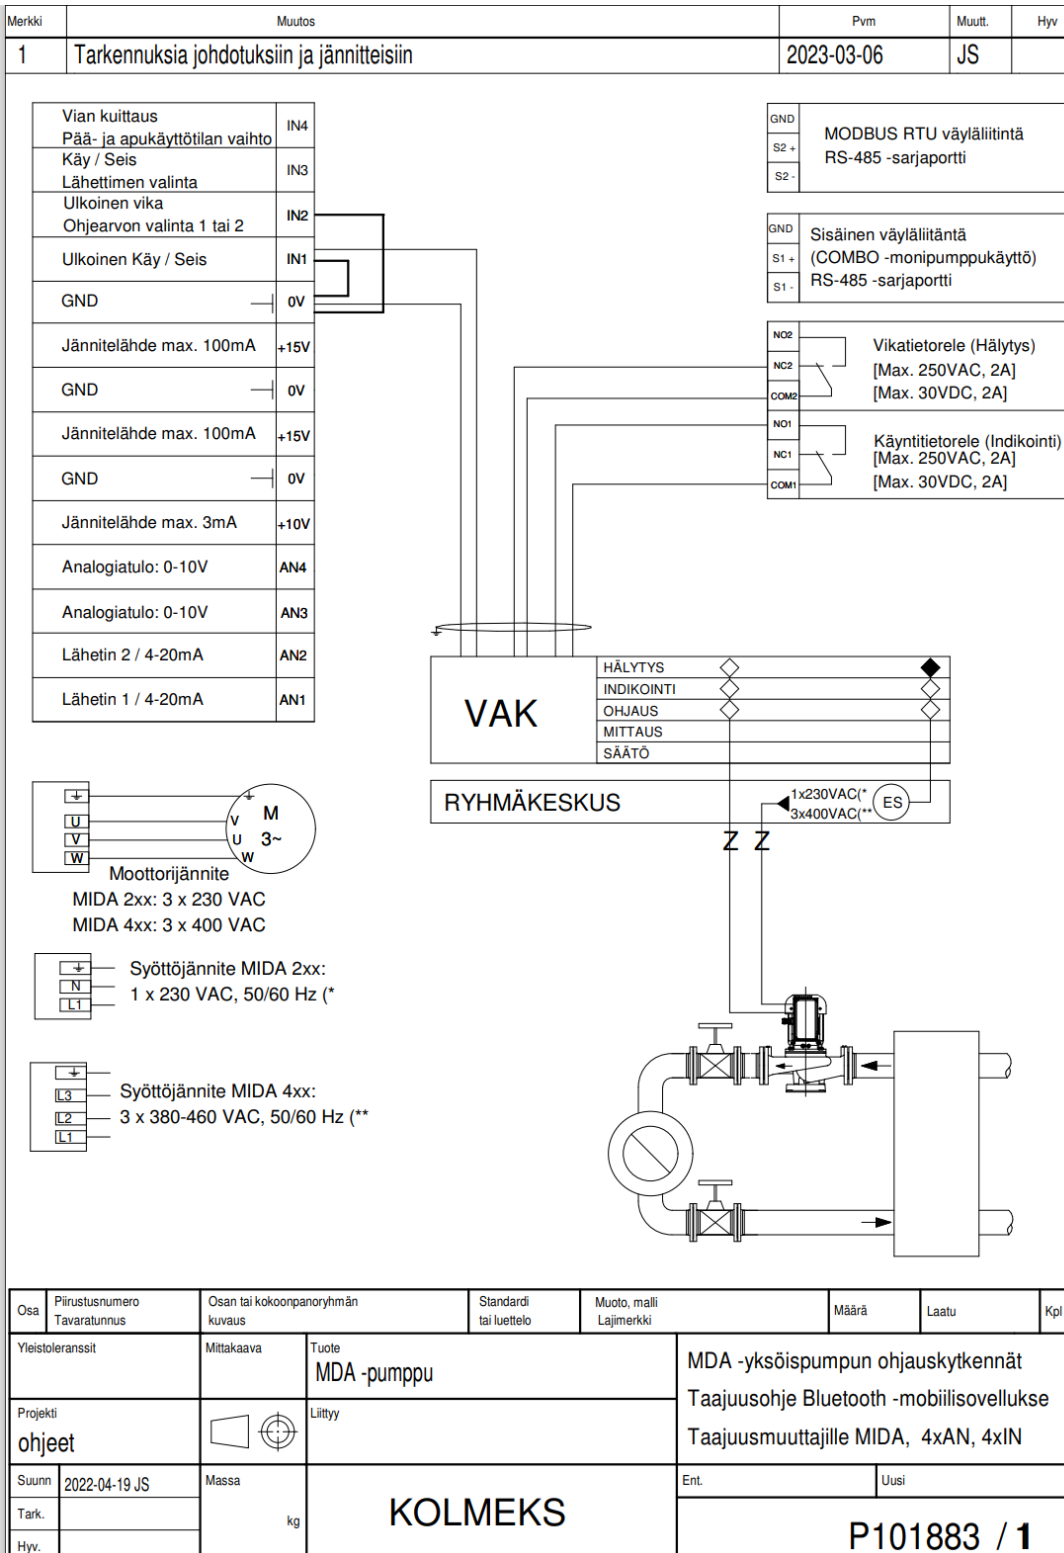 Merkki Muutos Pvm Muutt. Hyv
1 Tarkennuksia johdotuksiin ja jännitteisiin 2023-03-06 JS
Vian kuittaus
Pää- ja apukäyttötilan vaihto IN4
Käy / Seis
Lähettimen valinta IN3
Ulkoinen vika
Ohjearvon valinta 1 tai 2 IN2
Ulkoinen Käy / Seis IN1
GND 0V
Jännitelähde max. 100mA +15V
GND 0V
Jännitelähde max. 100mA +15V
GND 0V
Jännitelähde max. 3mA +10V
Analogiatulo: 0-10V AN4
Analogiatulo: 0-10V AN3
Lähetin 2 / 4-20mA AN2
Lähetin 1 / 4-20mA AN1
GND
S2 +
S2 -
MODBUS RTU väyläliitintä
RS-485 -sarjaportti
GND
S1 +
S1 -
Sisäinen väyläliitäntä
(COMBO -monipumppukäyttö)
RS-485 -sarjaportti
NO2
NC2
COM2
Vikatietorele (Hälytys)
[Max. 250VAC, 2A]
[Max. 30VDC, 2A]
NO1
NC1
COM1
Käyntitietorele (Indikointi)
[Max. 250VAC, 2A]
[Max. 30VDC, 2A]
VAK
HÄLYTYS
INDIKOINTI
OHJAUS
MITTAUS
SÄÄTÖ
RYHMÄKESKUS
1x230VAC(*
3x400VAC(**
ES
Z Z
U
V
W
V
U
W
M
3~
Moottorijännite
MIDA 2xx: 3 x 230 VAC
MIDA 4xx: 3 x 400 VAC
N
L1
Syöttöjännite MIDA 2xx:
1 x 230 VAC, 50/60 Hz (*
L3
L2
L1
Syöttöjännite MIDA 4xx:
3 x 380-460 VAC, 50/60 Hz (**
Osa
Piirustusnumero
Tavaratunnus
Osan tai kokoonpanoryhmän
kuvaus
Standardi
tai luettelo
Muoto, malli
Lajimerkki
Määrä
Laatu
Kpl
Yleistoleranssit
Mittakaava
Tuote
MDA -pumppu
MDA -yksöispumpun ohjauskytkennät
Taajuusohje Bluetooth -mobiilisovellukse
Taajuusmuuttajille MIDA, 4xAN, 4xIN
Projekti
ohjeet
Liittyy
Suunn 2022-04-19 JS
Tark.
Hyv.
Massa
kg
KOLMEKS
Ent.
Uusi
P101883 / 1